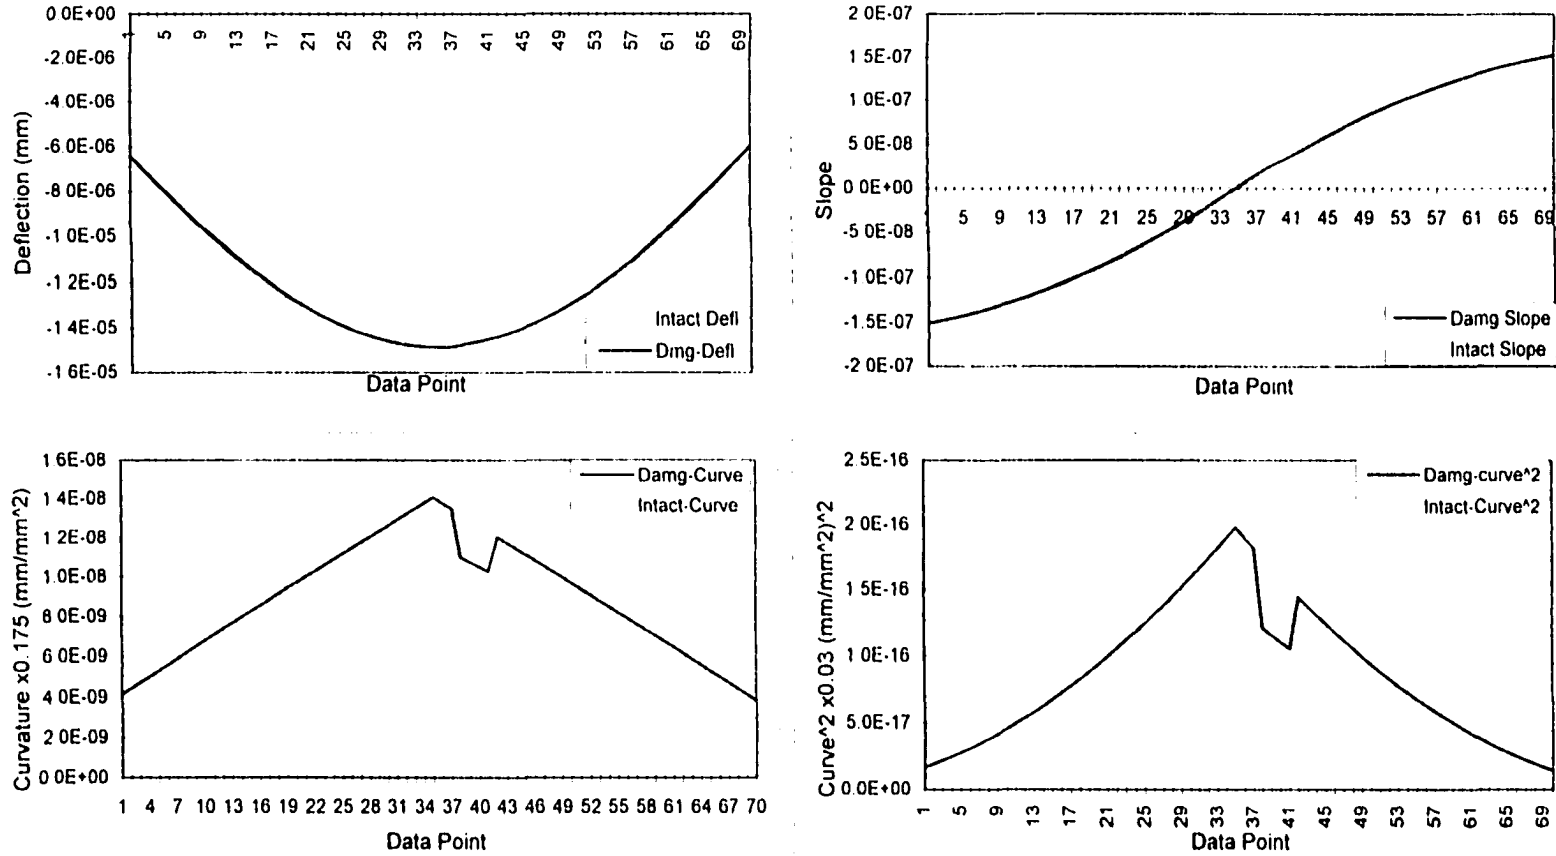 0 0E+00
-2.0E-06
-4.0E-06
-6.0E-06
-8.0E-06
-1 0E-05
-1.2E-05
-1.4E-05
-1 6E-05
Deflection (mm)
1 5 9 13 17 21 25 29 33 37 41 45 49 53 57 61 65 69
Intact Defl
Dmg-Defl
Data Point
2 0E-07
1 5E-07
1 0E-07
5.0E-08
0 0E+00
-5.0E-08
-1 0E-07
-1.5E-07
-2 0E-07
Slope
1 5 9 13 17 21 25 29 33 37 41 45 49 53 57 61 65 69
Damg Slope
Intact Slope
Data Point
1 6E-08
1 4E-08
1 2E-08
1.0E-08
8 0E-09
6 0E-09
4 0E-09
2 0E-09
0 0E+00
Curvature x0.175 (mm/mm^2)
Damg-Curve
Intact-Curve
1 4 7 10 13 16 19 22 25 28 31 34 37 40 43 46 49 52 55 58 61 64 67 70
Data Point
2.5E-16
2 0E-16
1 5E-16
1 0E-16
5.0E-17
0.0E+00
Curve^2 x0.03 (mm/mm^2)^2
Damg-curve^2
Intact-Curve^2
1 5 9 13 17 21 25 29 33 37 41 45 49 53 57 61 65 69
Data Point